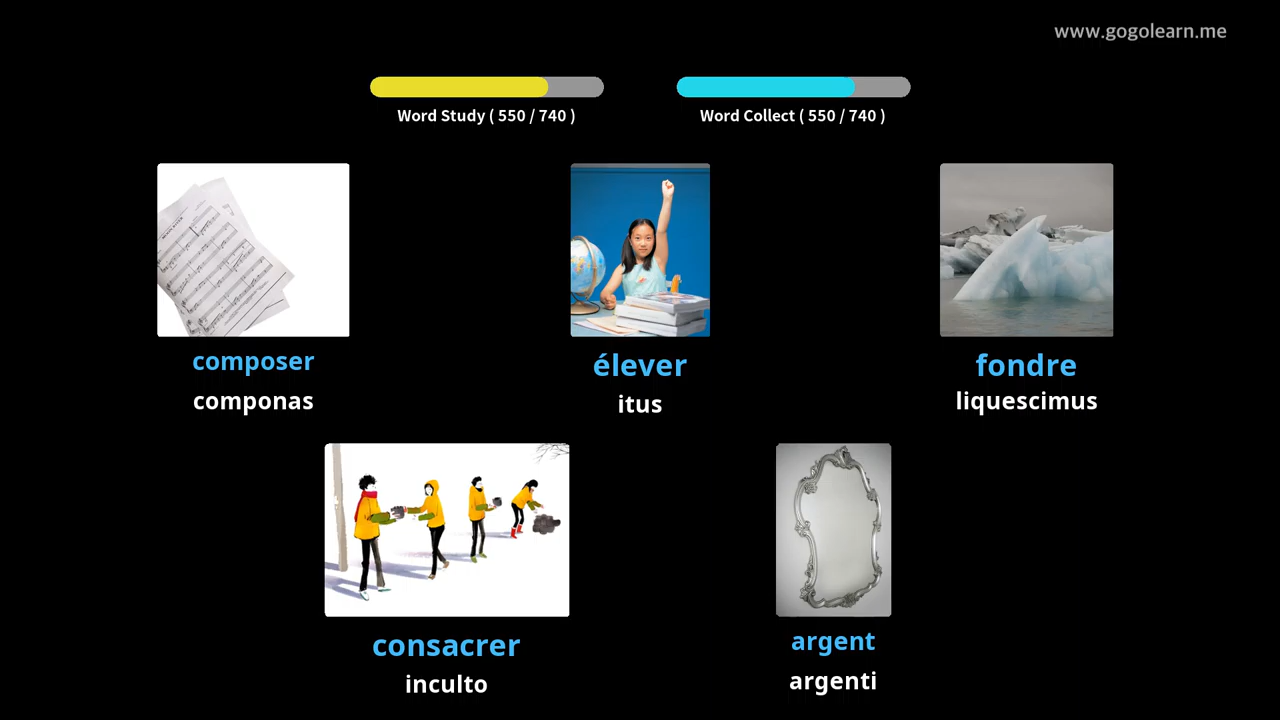 www.gogolearn.me
Word Study ( 550 / 740 )
Word Collect ( 550 / 740 )
composer
componas
élever
itus
fondre
liquescimus
consacrer
inculto
argent
argenti